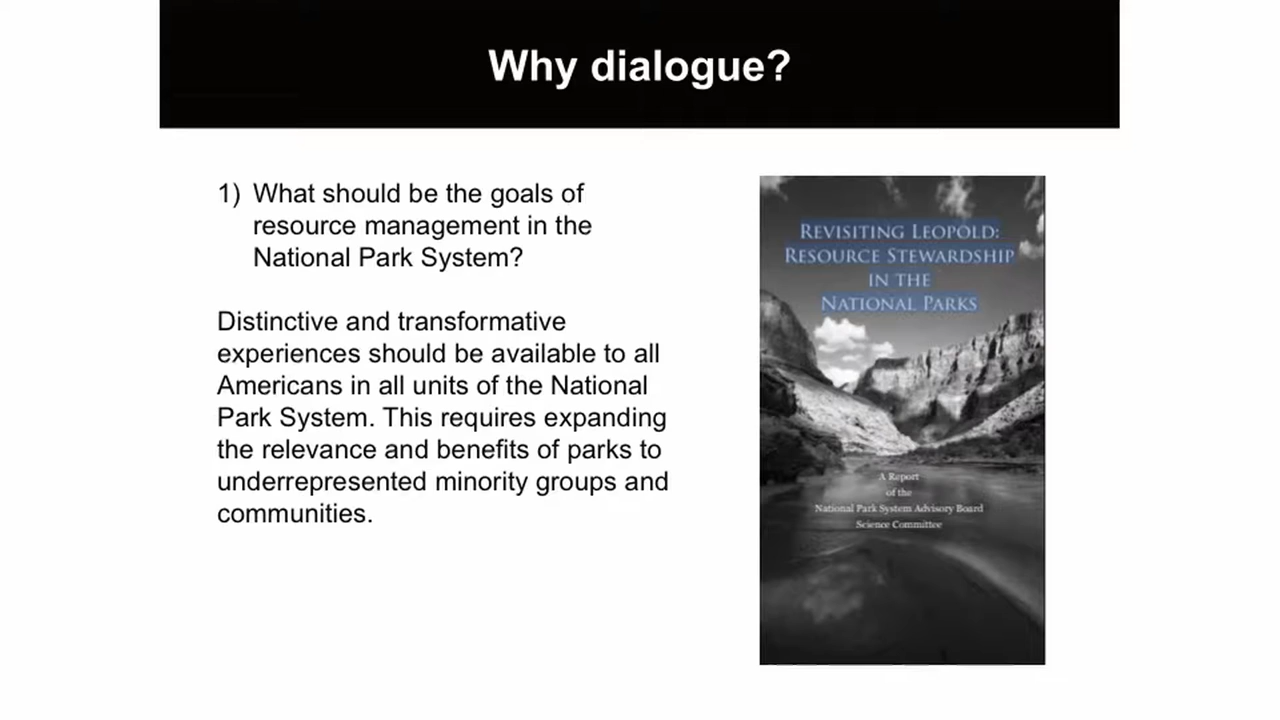 Why dialogue?
1) What should be the goals of
resource management in the
National Park System?
Distinctive and transformative
experiences should be available to all
Americans in all units of the National
Park System. This requires expanding
the relevance and benefits of parks to
underrepresented minority groups and
communities.
REVISITING LEOPOLD:
RESOURCE STEWARDSHIP
IN THE
NATIONAL PARKS
A Report
of the
National Park System Advisory Board
Science Committee